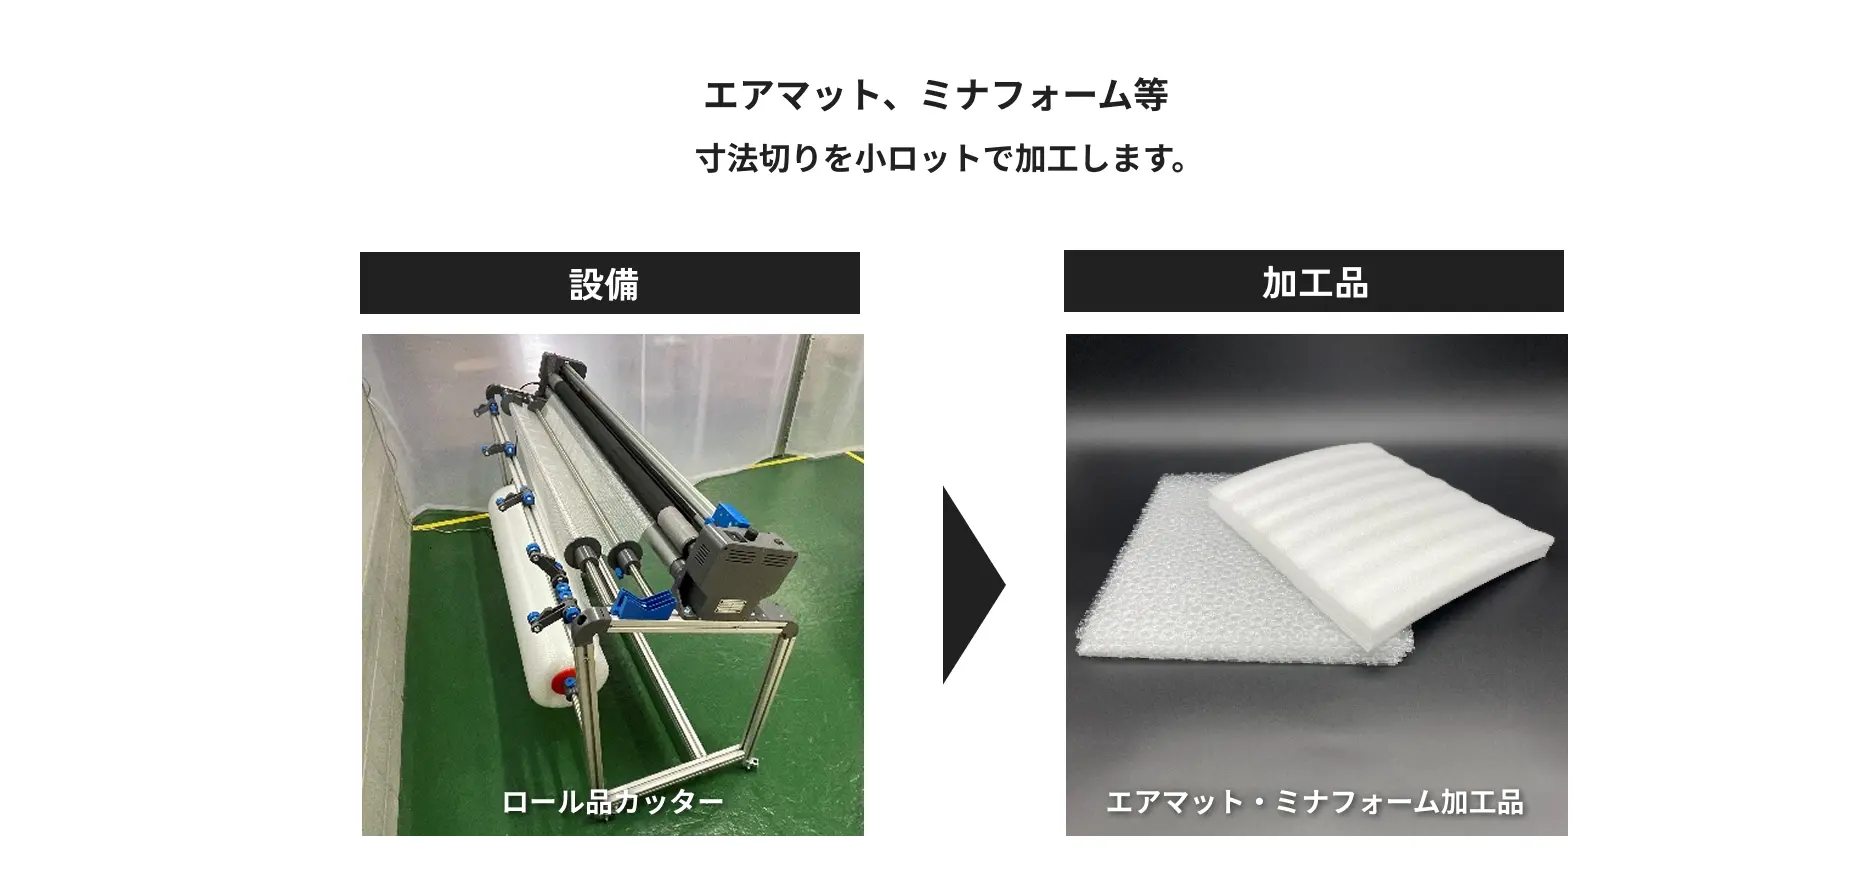 エアマット、ミナフォーム等
寸法切りを小ロットで加工します。
設備
加工品
ロール品カッター
エアマット・ミナフォーム加工品